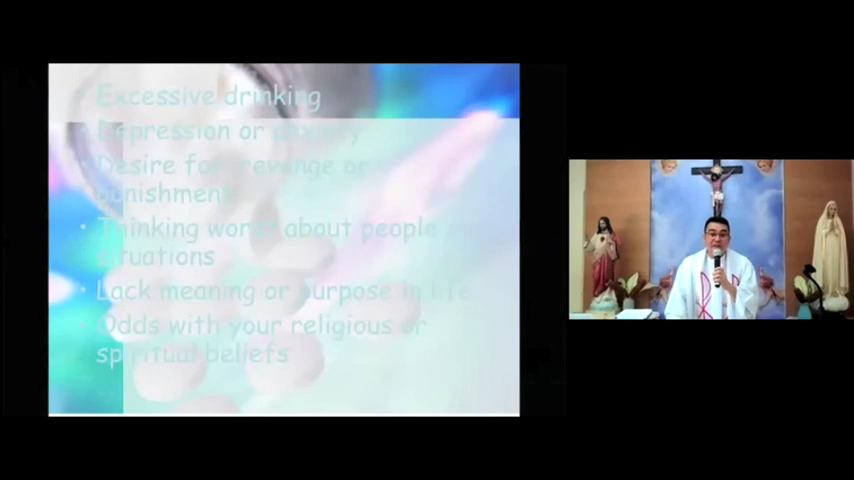 • Excessive drinking
• Depression or anxiety
• Desire for revenge or
punishment
• Thinking worst about people
situations
• Lack meaning or purpose in life
• Odds with your religious or
spiritual beliefs